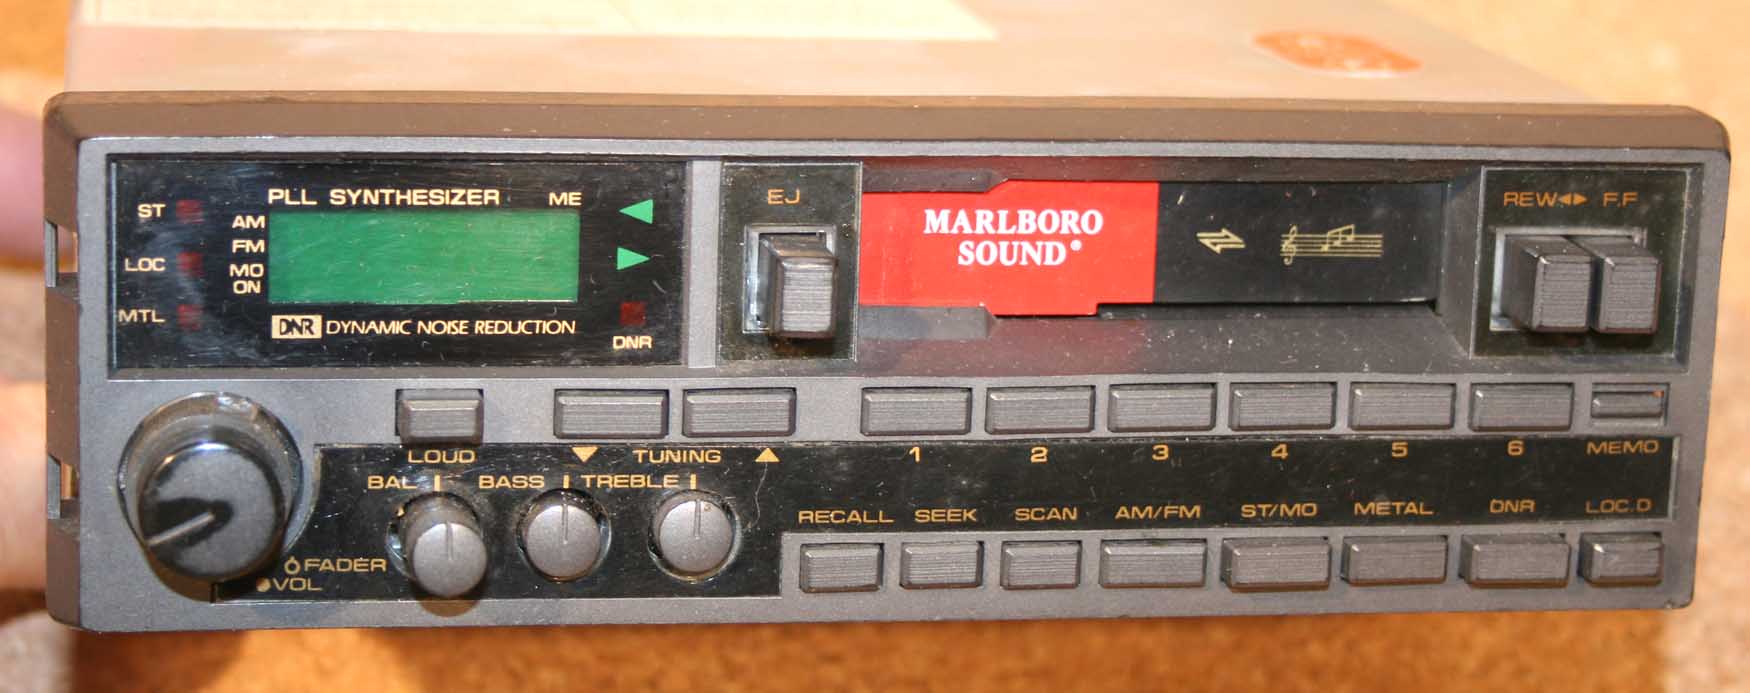 PLL SYNTHESIZER
ME
ST
LOC
MTL
AM
FM
MO
ON
DNR DYNAMIC NOISE REDUCTION
DNR
EJ
MARLBORO
SOUND®
REW◄► F.F
LOUD
▼ TUNING ▲
BAL
BASS
TREBLE
FADER
VOL
1 2 3 4 5 6 MEMO
RECALL SEEK SCAN AM/FM ST/MO METAL DNR LOC.D